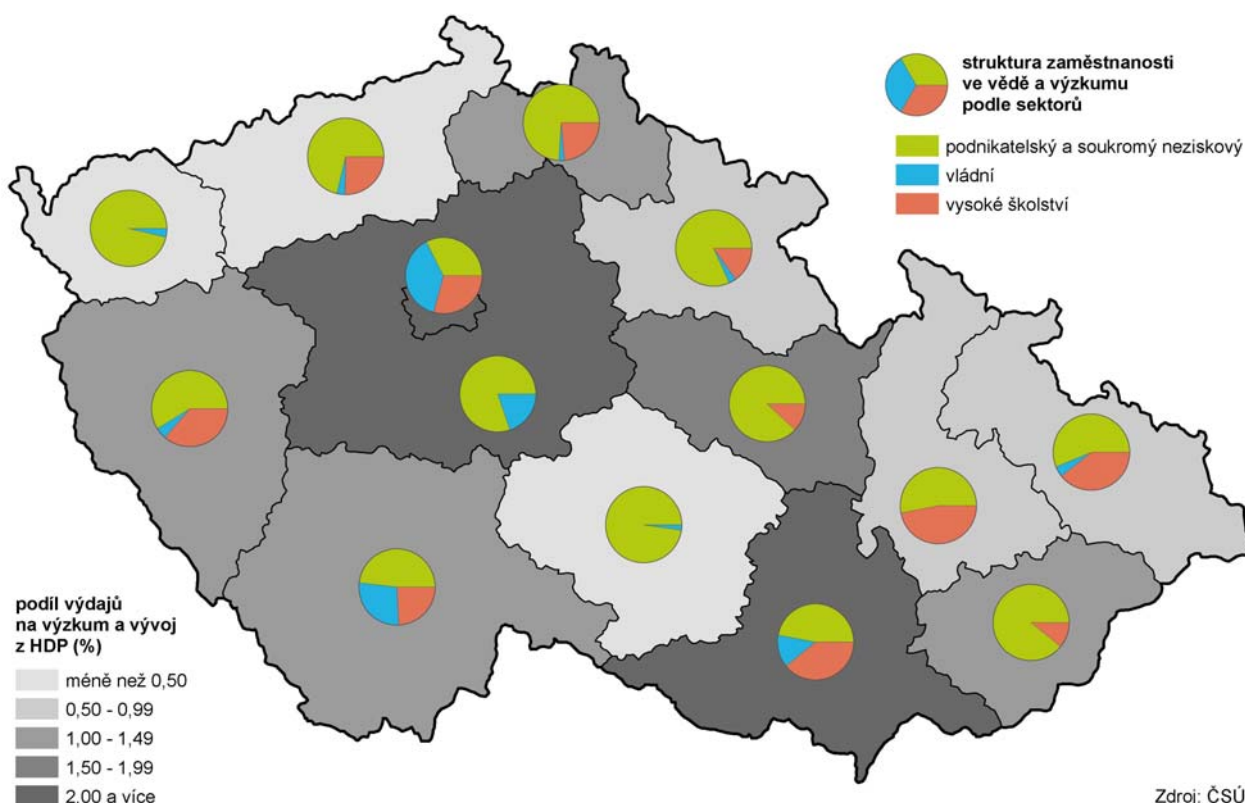 struktura zaměstnanosti
ve vědě a výzkumu
podle sektorů
podnikatelský a soukromý neziskový
vládní
vysoké školství
podíl výdajů
na výzkum a vývoj
z HDP (%)
méně než 0,50
0,50 - 0,99
1,00 - 1,49
1,50 - 1,99
2,00 a více
Zdroj: ČSÚ